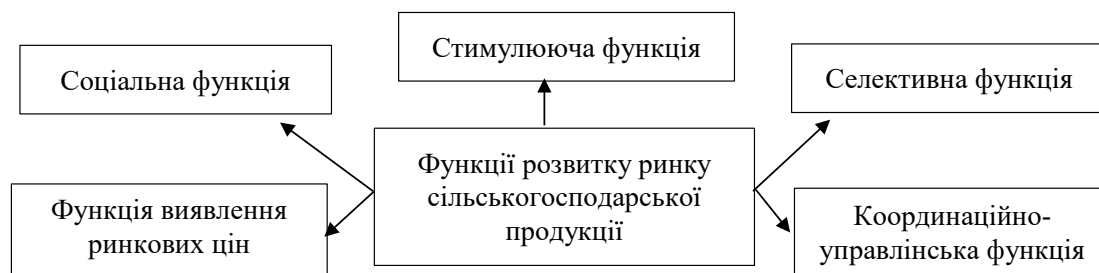 Стимулююча функція
Соціальна функція
Селективна функція
Функції розвитку ринку
сільськогосподарської
продукції
Функція виявлення
ринкових цін
Координаційно-
управлінська функція